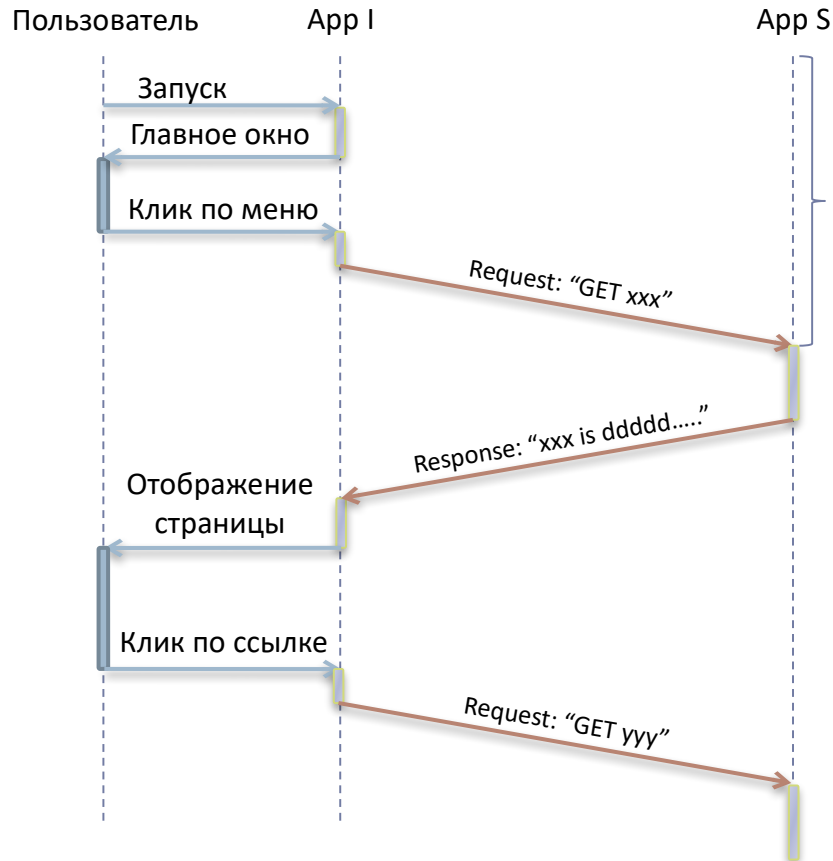 Пользователь
App I
App S
Запуск
Главное окно
Клик по меню
Request: “GET xxx”
Response: “xxx is ddddd…..”
Отображение
страницы
Клик по ссылке
Request: “GET yyy”